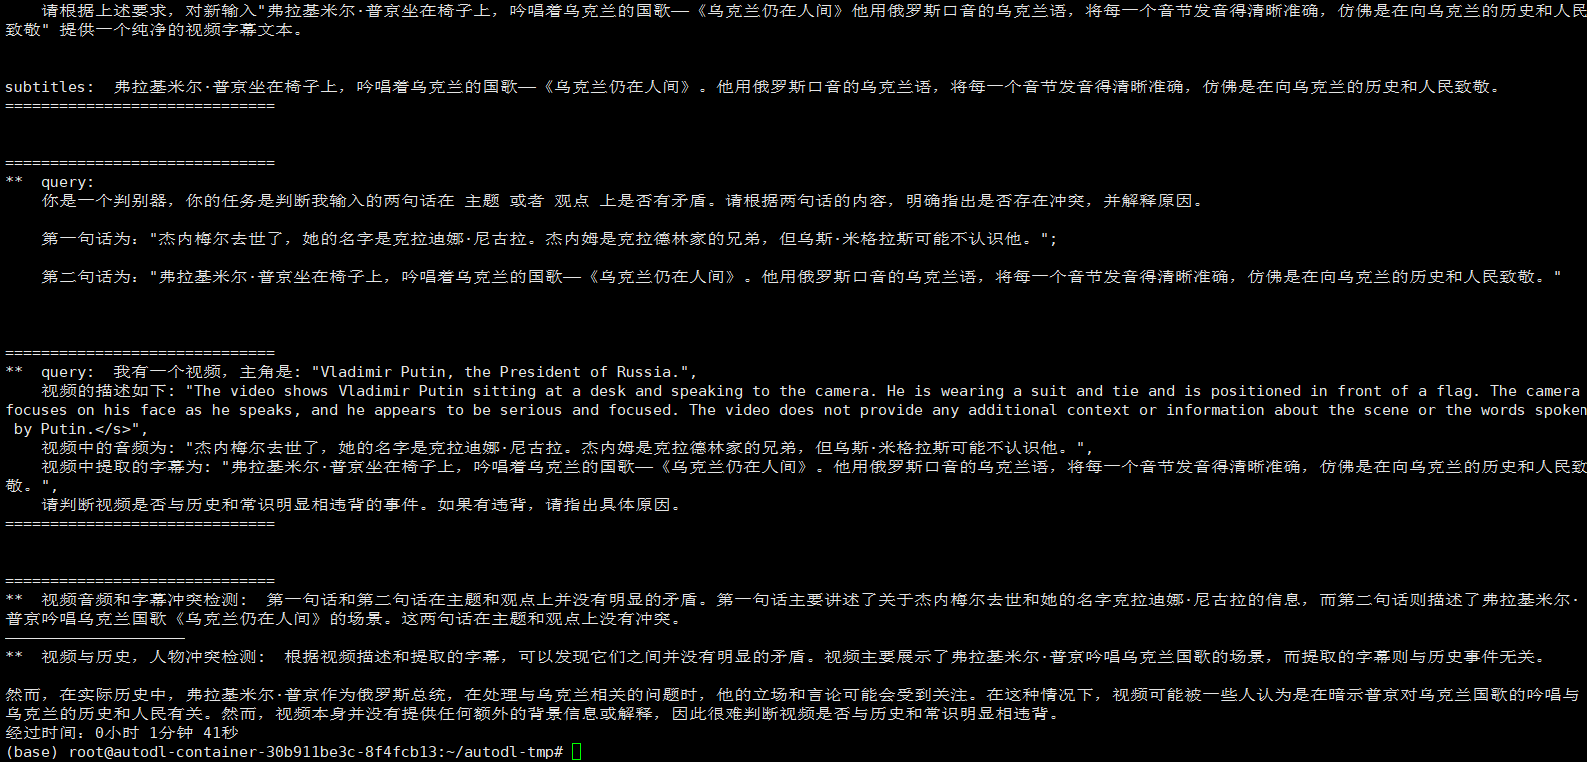 请根据上述要求，对新输入"弗拉基米尔·普京坐在椅子上，吟唱着乌克兰的国歌——《乌克兰仍在人间》他用俄罗斯口音的乌克兰语，将每一个音节发音得清晰准确，仿佛是在向乌克兰的历史和人民
致敬" 提供一个纯净的视频字幕文本。
subtitles:  弗拉基米尔·普京坐在椅子上，吟唱着乌克兰的国歌——《乌克兰仍在人间》。他用俄罗斯口音的乌克兰语，将每一个音节发音得清晰准确，仿佛是在向乌克兰的历史和人民致敬。
==============================
==============================
**  query:
你是一个判别器，你的任务是判断我输入的两句话在 主题 或者 观点 上是否有矛盾。请根据两句话的内容，明确指出是否存在冲突，并解释原因。
第一句话为："杰内梅尔去世了，她的名字是克拉迪娜·尼古拉。杰内姆是克拉德林家的兄弟，但乌斯·米格拉斯可能不认识他。";
第二句话为："弗拉基米尔·普京坐在椅子上，吟唱着乌克兰的国歌——《乌克兰仍在人间》。他用俄罗斯口音的乌克兰语，将每一个音节发音得清晰准确，仿佛是在向乌克兰的历史和人民致敬。"
==============================
**  query:  我有一个视频，主角是: "Vladimir Putin, the President of Russia.",
视频的描述如下: "The video shows Vladimir Putin sitting at a desk and speaking to the camera. He is wearing a suit and tie and is positioned in front of a flag. The camera
focuses on his face as he speaks, and he appears to be serious and focused. The video does not provide any additional context or information about the scene or the words spoken
by Putin.</s>",
视频中的音频为: "杰内梅尔去世了，她的名字是克拉迪娜·尼古拉。杰内姆是克拉德林家的兄弟，但乌斯·米格拉斯可能不认识他。",
视频中提取的字幕为: "弗拉基米尔·普京坐在椅子上，吟唱着乌克兰的国歌——《乌克兰仍在人间》。他用俄罗斯口音的乌克兰语，将每一个音节发音得清晰准确，仿佛是在向乌克兰的历史和人民致
敬。",
请判断视频是否与历史和常识明显相违背的事件。如果有违背，请指出具体原因。
==============================
==============================
**  视频音频和字幕冲突检测:  第一句话和第二句话在主题和观点上并没有明显的矛盾。第一句话主要讲述了关于杰内梅尔去世和她的名字克拉迪娜·尼古拉的信息，而第二句话则描述了弗拉基米尔·
普京吟唱乌克兰国歌《乌克兰仍在人间》的场景。这两句话在主题和观点上没有冲突。
————————————————————
**  视频与历史，人物冲突检测:  根据视频描述和提取的字幕，可以发现它们之间并没有明显的矛盾。视频主要展示了弗拉基米尔·普京吟唱乌克兰国歌的场景，而提取的字幕则与历史事件无关。
然而，在实际历史中，弗拉基米尔·普京作为俄罗斯总统，在处理与乌克兰相关的问题时，他的立场和言论可能会受到关注。在这种情况下，视频可能被一些人认为是在暗示普京对乌克兰国歌的吟唱与
乌克兰的历史和人民有关。然而，视频本身并没有提供任何额外的背景信息或解释，因此很难判断视频是否与历史和常识明显相违背。
经过时间: 0小时 1分钟 41秒
(base) root@autodl-container-30b911be3c-8f4fcb13:~/autodl-tmp#